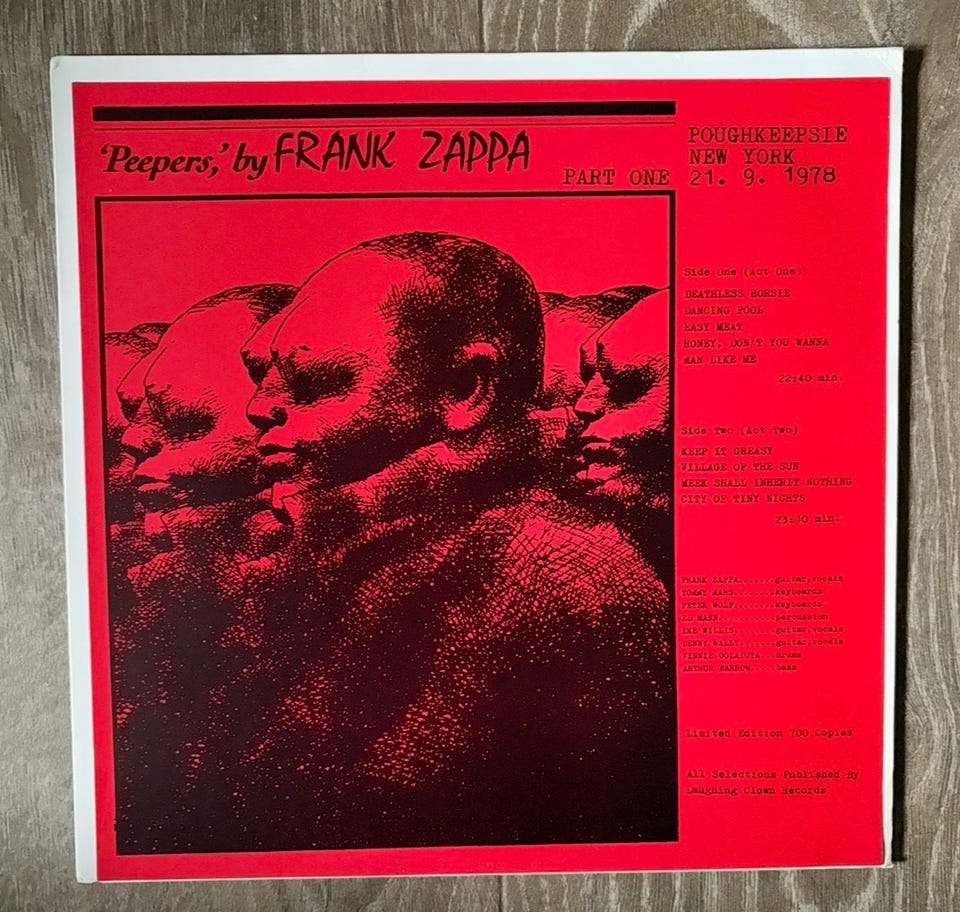 'Peepers,' by FRANK ZAPPA
PART ONE
POUGHKEEPSIE
NEW YORK
21. 9. 1978
Side One (Act One)
DEATHLESS HORSIE
DANCING FOOL
EASY MEAT
HONEY, DON'T YOU WANNA
MAN LIKE ME
22:40 min.
Side Two (Act Two)
KEEP IT GREASY
VILLAGE OF THE SUN
MEEK SHALL INHERIT NOTHING
CITY OF TINY NIGHTS
23:10 min.
FRANK ZAPPA.......guitar,vocals
TOMMY MARS........keyboards
PETER WOLF........keyboards
ED MANN...........percussion
IKE WILLIS........guitar,vocals
DENNY WALLY.......guitar,vocals
VINNIE COLAIUTA...drums
ARTHUR BARROW.....bass
Limited Edition 700 Copies
All Selections Published By
Laughing Clown Records